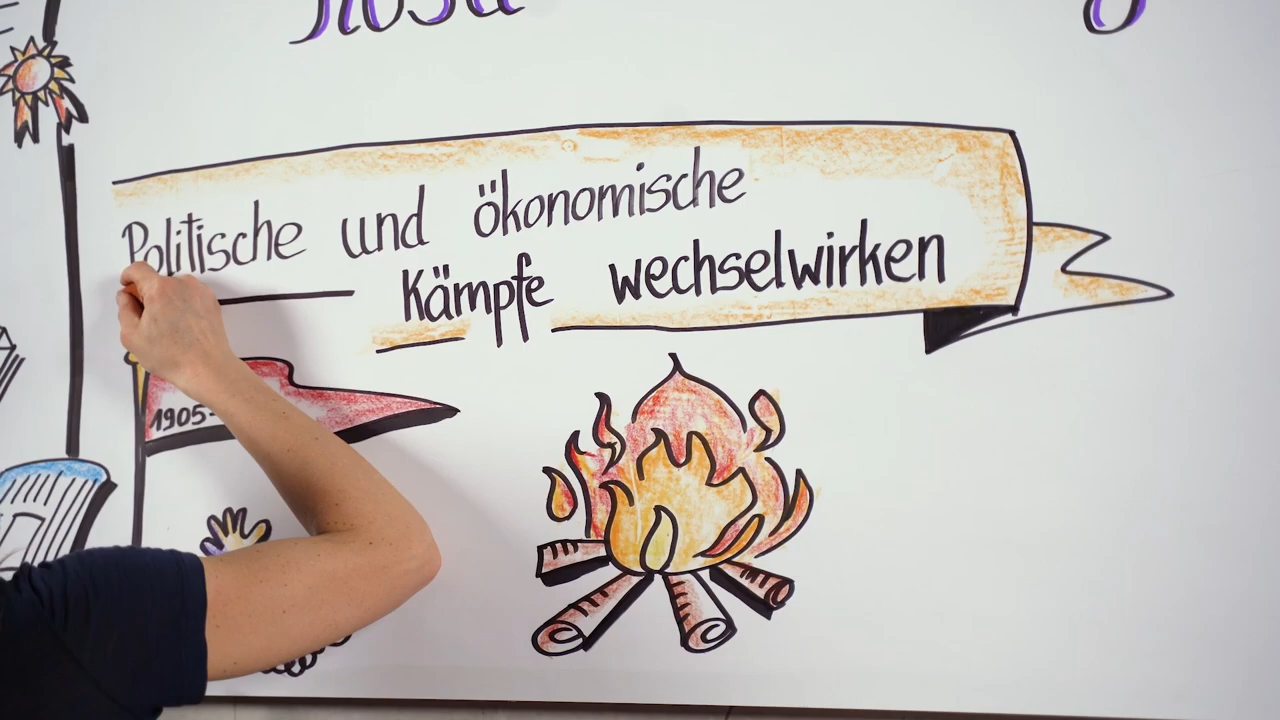 Politische und ökonomische
Kämpfe wechselwirken
1905-